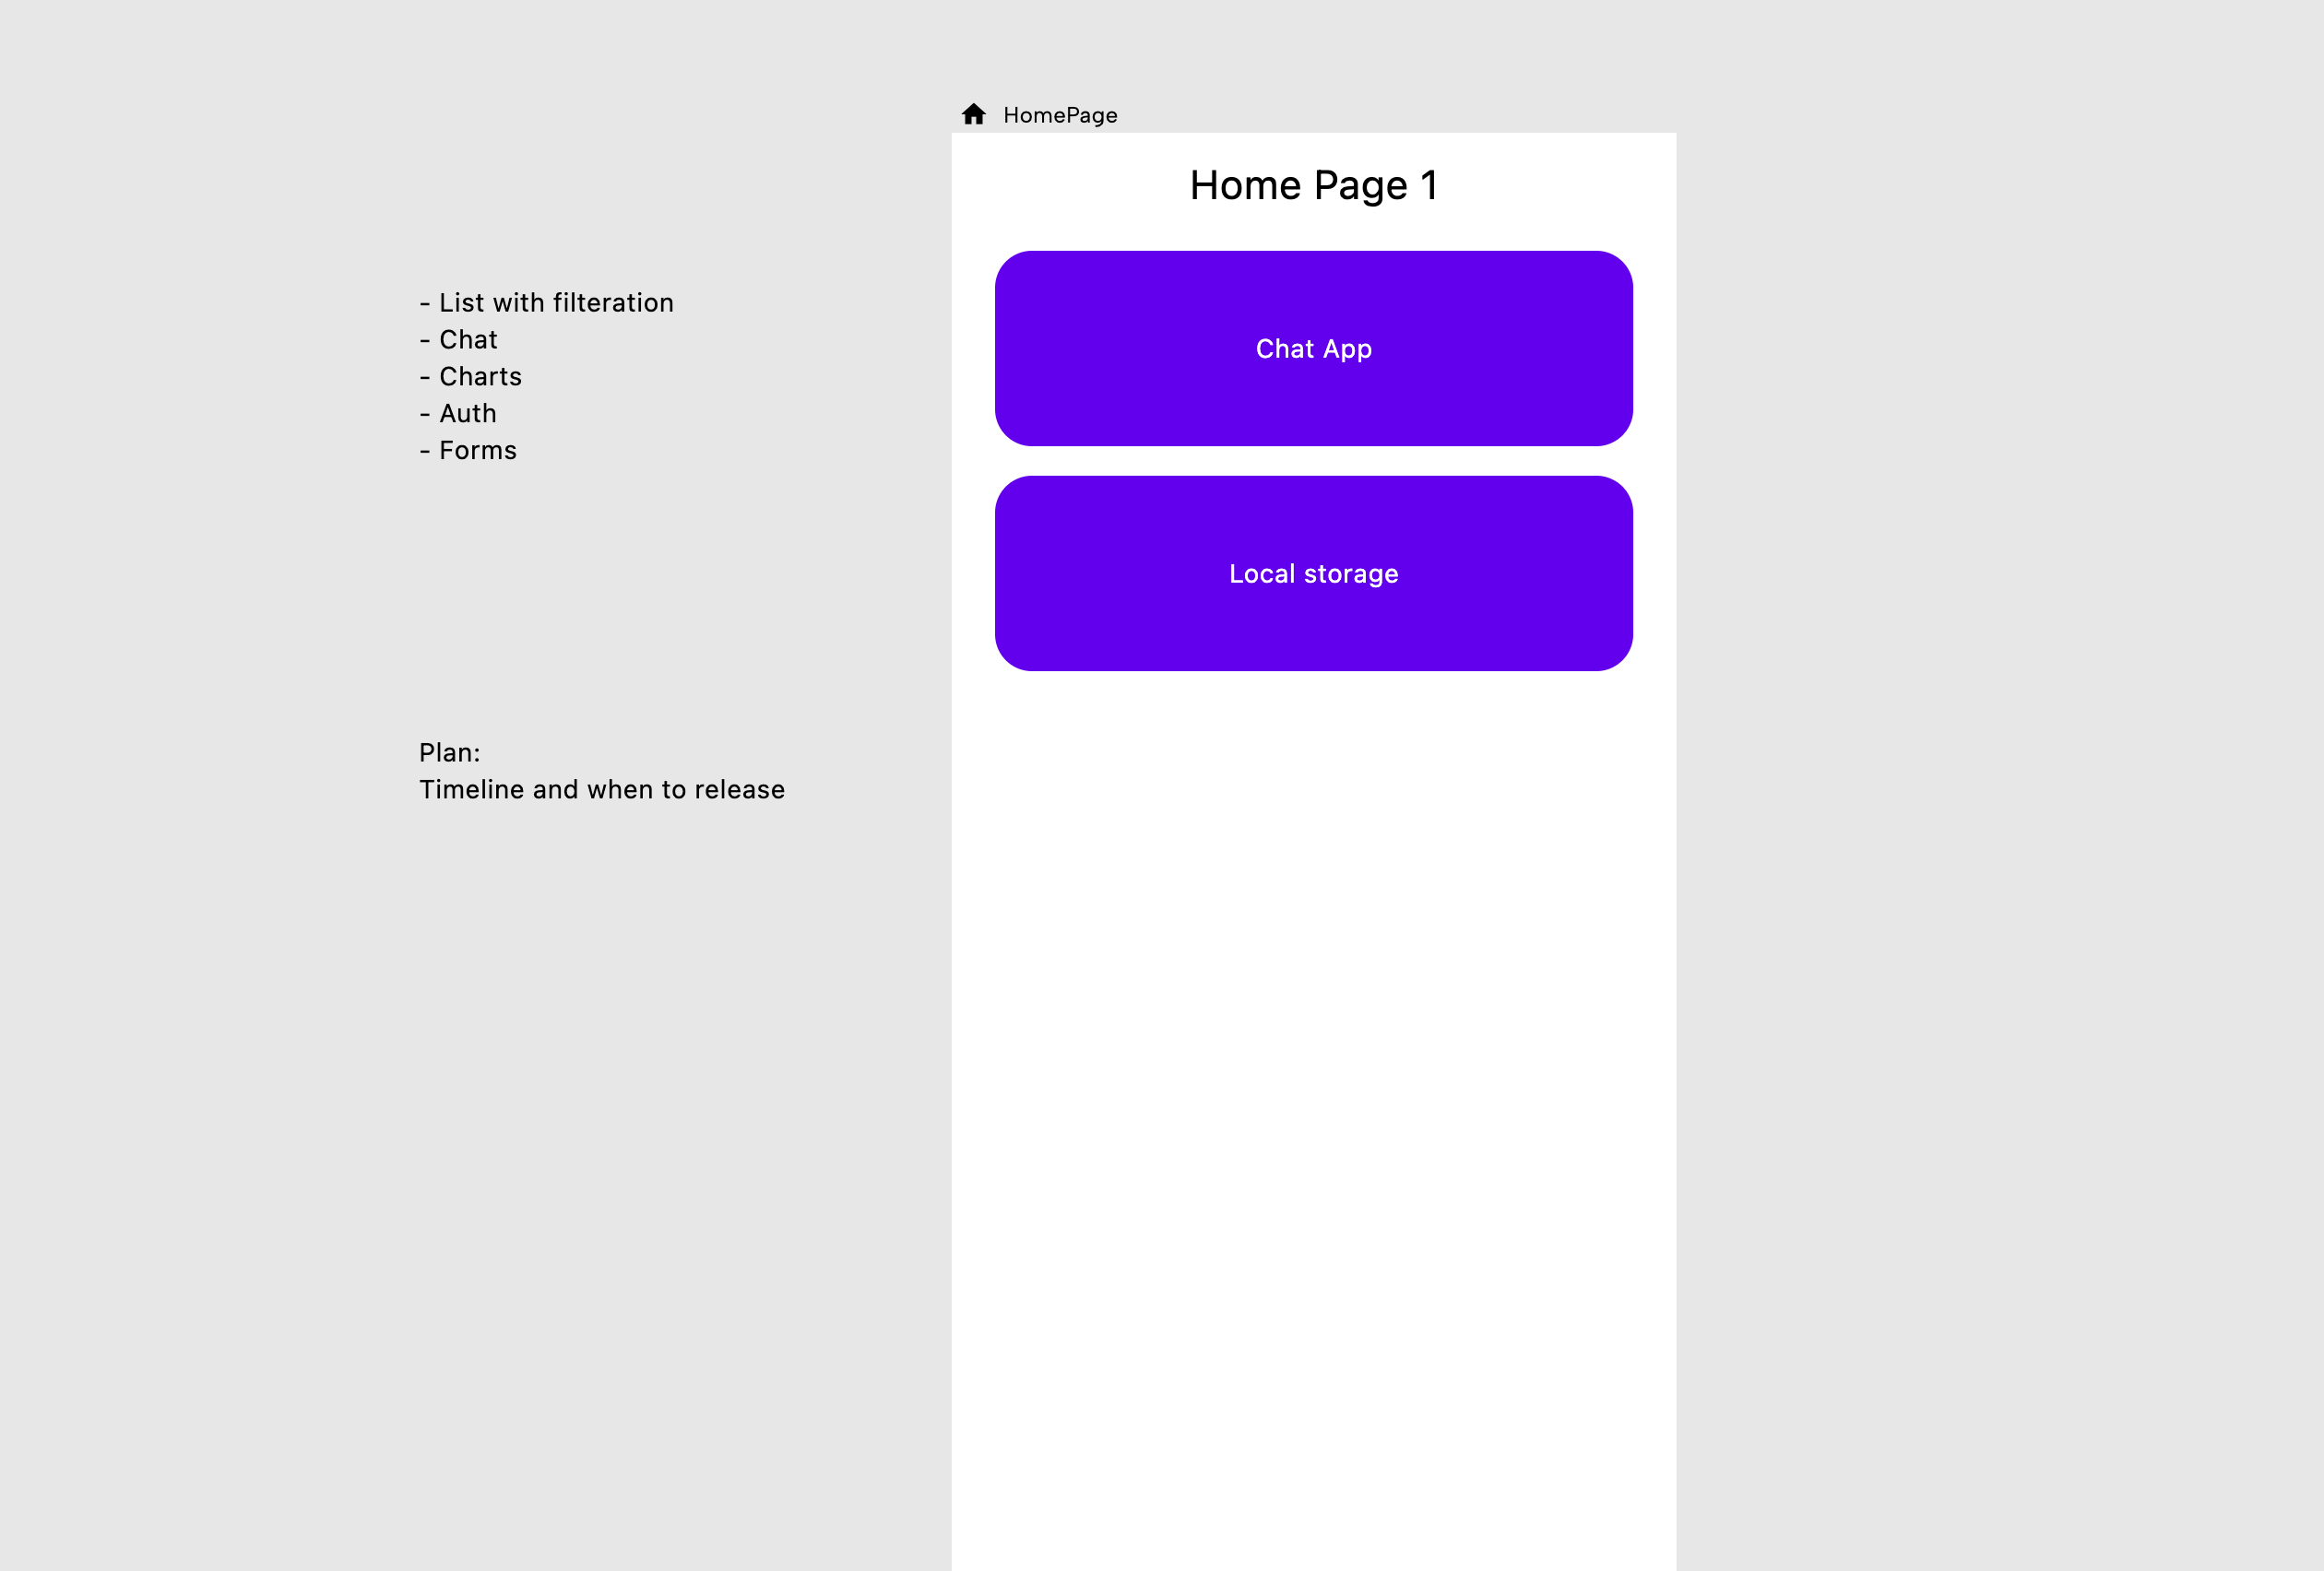 HomePage
Home Page 1
- List with filteration
- Chat
- Charts
- Auth
- Forms
Chat App
Local storage
Plan:
Timeline and when to release